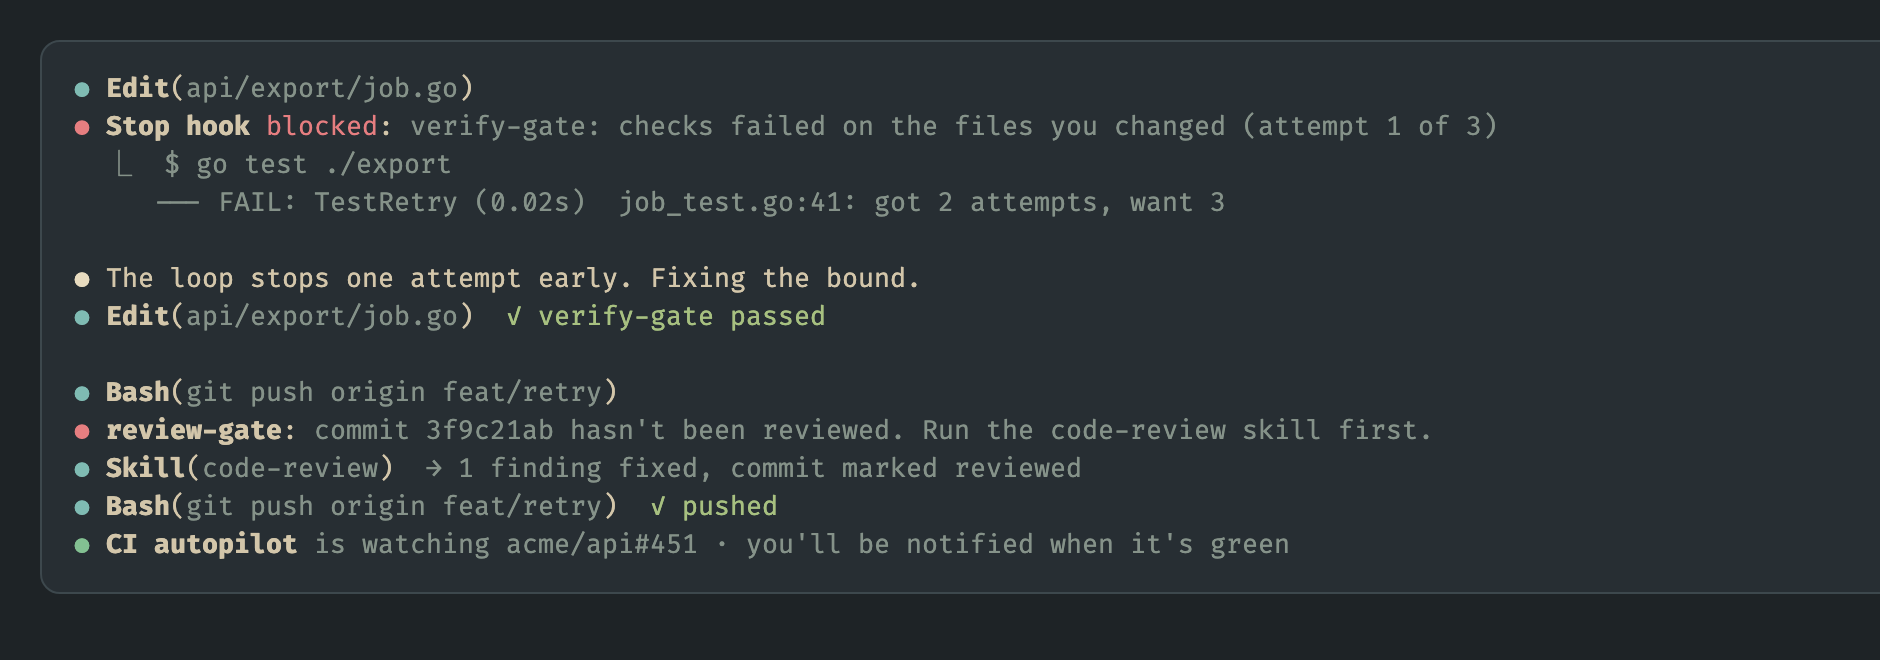 ● Edit(api/export/job.go)
● Stop hook blocked: verify-gate: checks failed on the files you changed (attempt 1 of 3)
⎿  $ go test ./export
--- FAIL: TestRetry (0.02s)  job_test.go:41: got 2 attempts, want 3
● The loop stops one attempt early. Fixing the bound.
● Edit(api/export/job.go)  ✓ verify-gate passed
● Bash(git push origin feat/retry)
● review-gate: commit 3f9c21ab hasn't been reviewed. Run the code-review skill first.
● Skill(code-review)  → 1 finding fixed, commit marked reviewed
● Bash(git push origin feat/retry)  ✓ pushed
● CI autopilot is watching acme/api#451 · you'll be notified when it's green